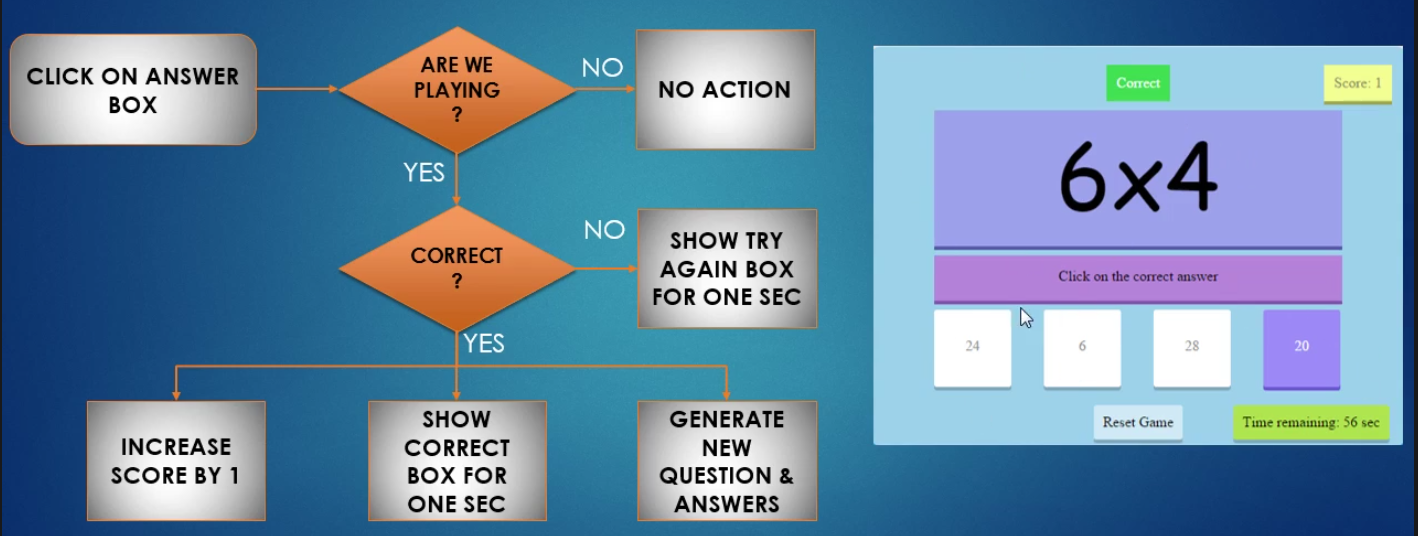 CLICK ON ANSWER
BOX
ARE WE
PLAYING
?
NO
NO ACTION
YES
CORRECT
?
NO
SHOW TRY
AGAIN BOX
FOR ONE SEC
YES
INCREASE
SCORE BY 1
SHOW
CORRECT
BOX FOR
ONE SEC
GENERATE
NEW
QUESTION &
ANSWERS
Correct
Score: 1
6x4
Click on the correct answer
24
6
28
20
Reset Game
Time remaining: 56 sec